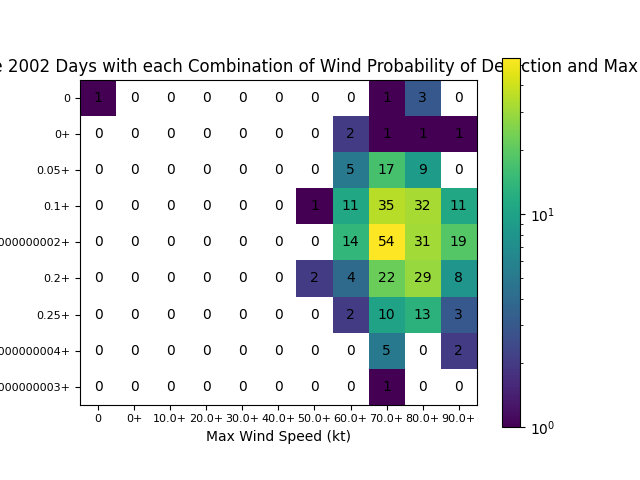 2002 Days with each Combination of Wind Probability of Detection and Max
0 1 0 0 0 0 0 0 0 1 3 0
0+ 0 0 0 0 0 0 0 2 1 1 1
0.05+ 0 0 0 0 0 0 0 5 17 9 0
0.1+ 0 0 0 0 0 0 1 11 35 32 11
000000002+ 0 0 0 0 0 0 0 14 54 31 19
0.2+ 0 0 0 0 0 0 2 4 22 29 8
0.25+ 0 0 0 0 0 0 0 2 10 13 3
000000004+ 0 0 0 0 0 0 0 0 5 0 2
000000003+ 0 0 0 0 0 0 0 0 1 0 0
0 0+ 10.0+ 20.0+ 30.0+ 40.0+ 50.0+ 60.0+ 70.0+ 80.0+ 90.0+
Max Wind Speed (kt)
10¹
10⁰